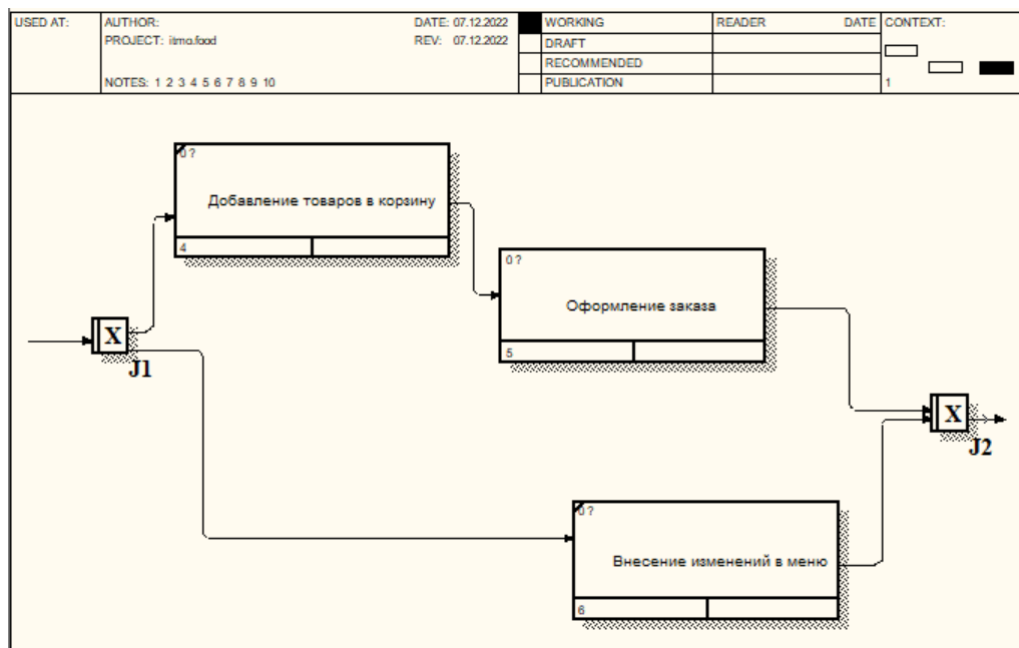 USED AT:
AUTHOR:
DATE: 07.12.2022
WORKING
READER
DATE
CONTEXT:
PROJECT: itmo.food
REV: 07.12.2022
DRAFT
RECOMMENDED
NOTES: 1 2 3 4 5 6 7 8 9 10
PUBLICATION
1
0 ?
Добавление товаров в корзину
4
0 ?
Оформление заказа
5
X
J1
X
J2
0 ?
Внесение изменений в меню
6